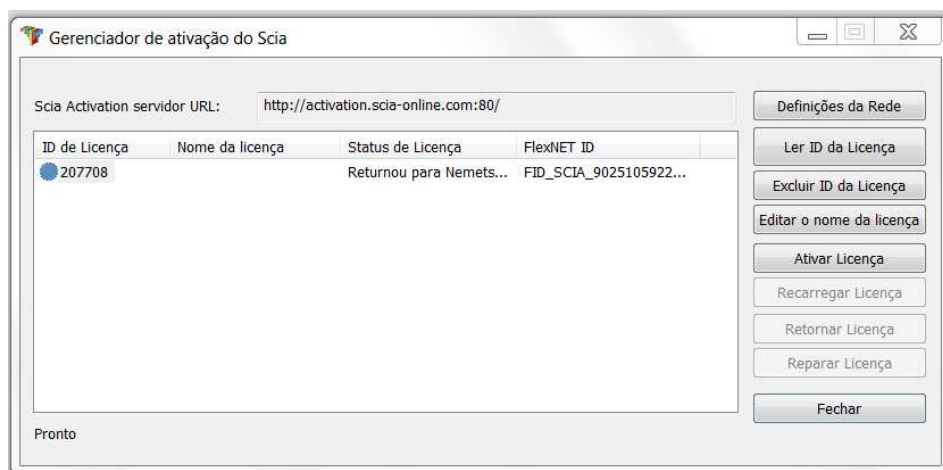 Gerenciador de ativação do Scia
Scia Activation servidor URL: http://activation.scia-online.com:80/
Definições da Rede
ID de Licença Nome da licença Status de Licença FlexNET ID
Ler ID da Licença
207708 Returnou para Nemets... FID_SCIA_9025105922...
Excluir ID da Licença
Editar o nome da licença
Ativar Licença
Recarregar Licença
Retornar Licença
Reparar Licença
Fechar
Pronto